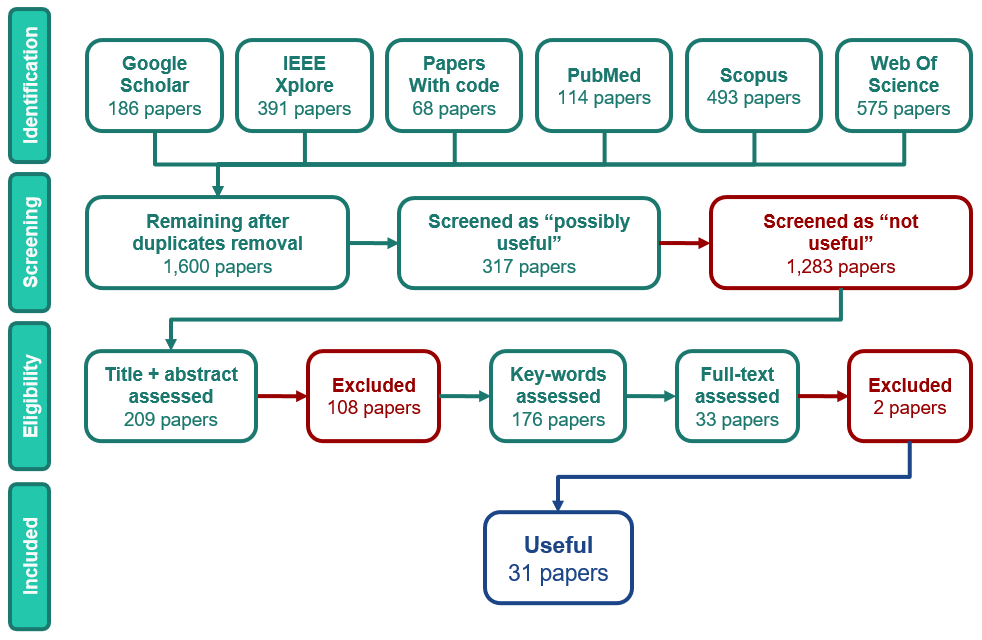 Identification
Google
Scholar
186 papers
IEEE
Xplore
391 papers
Papers
With code
68 papers
PubMed
114 papers
Scopus
493 papers
Web Of
Science
575 papers
Screening
Remaining after
duplicates removal
1,600 papers
Screened as “possibly
useful”
317 papers
Screened as “not
useful”
1,283 papers
Eligibility
Title + abstract
assessed
209 papers
Excluded
108 papers
Key-words
assessed
176 papers
Full-text
assessed
33 papers
Excluded
2 papers
Included
Useful
31 papers